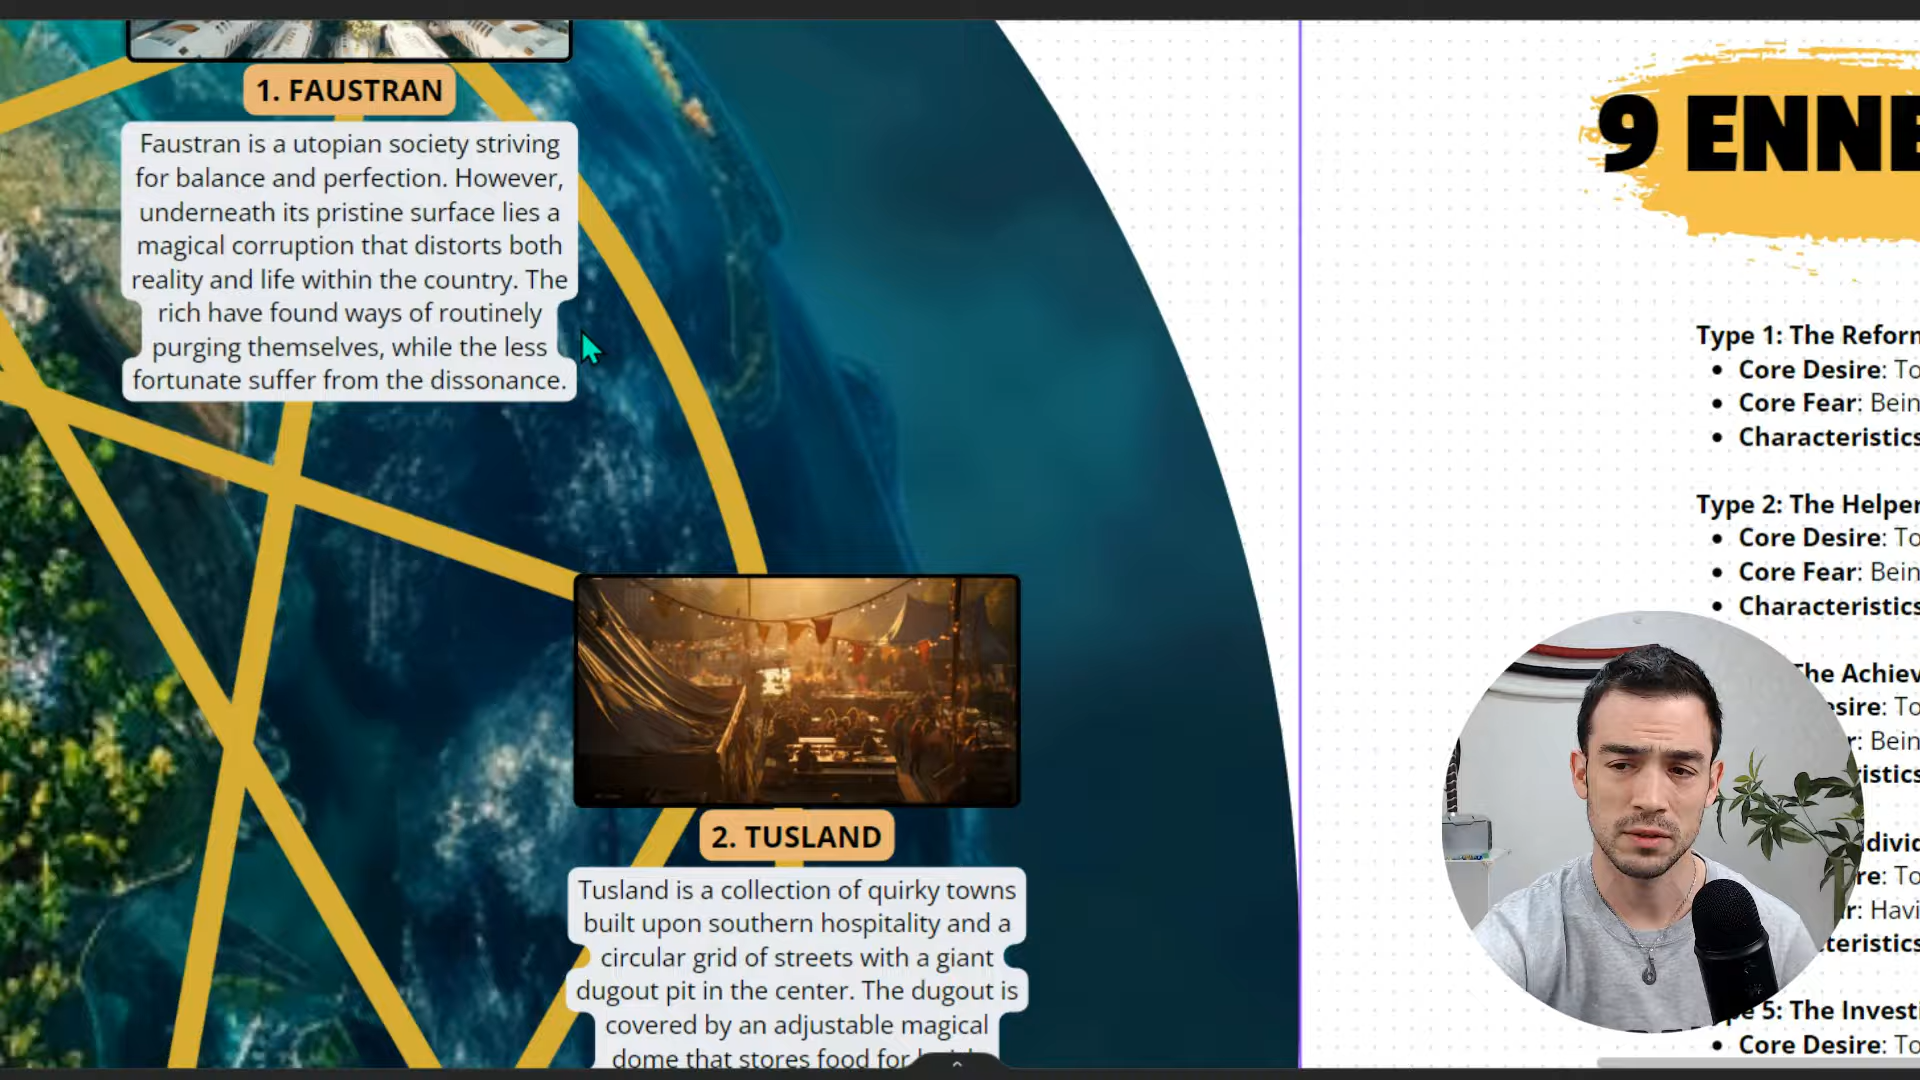 1. FAUSTRAN
Faustran is a utopian society striving
for balance and perfection. However,
underneath its pristine surface lies a
magical corruption that distorts both
reality and life within the country. The
rich have found ways of routinely
purging themselves, while the less
fortunate suffer from the dissonance.
2. TUSLAND
Tusland is a collection of quirky towns
built upon southern hospitality and a
circular grid of streets with a giant
dugout pit in the center. The dugout is
covered by an adjustable magical
dome that stores food for
9 ENNE
Type 1: The Reform
• Core Desire: To
• Core Fear: Bein
• Characteristics
Type 2: The Helper
• Core Desire: To
• Core Fear: Bein
• Characteristics
he Achiev
esire: To
r: Bein
ristics
divid
re: To
r: Havi
teristics
pe 5: The Investi
• Core Desire: To